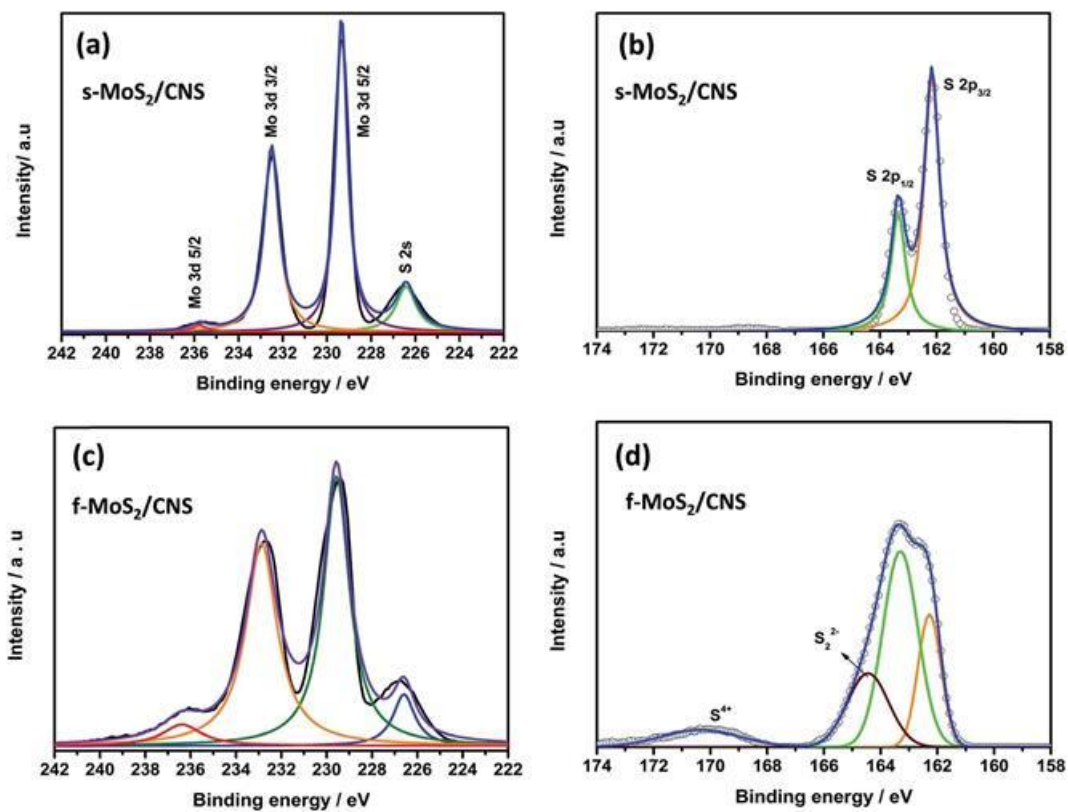 (a)
s-MoS₂/CNS
Mo 3d 5/2
Mo 3d 3/2
Mo 3d 5/2
S 2s
Intensity/ a.u
242 240 238 236 234 232 230 228 226 224 222
Binding energy / eV
(b)
s-MoS₂/CNS
S 2p₁/₂
S 2p₃/₂
Intensity/ a.u
174 172 170 168 166 164 162 160 158
Binding energy / eV
(c)
f-MoS₂/CNS
Intensity / a . u
242 240 238 236 234 232 230 228 226 224 222
Binding energy / eV
(d)
f-MoS₂/CNS
S₂²⁻
S⁴⁺
Intensity / a.u
174 172 170 168 166 164 162 160 158
Binding energy / eV